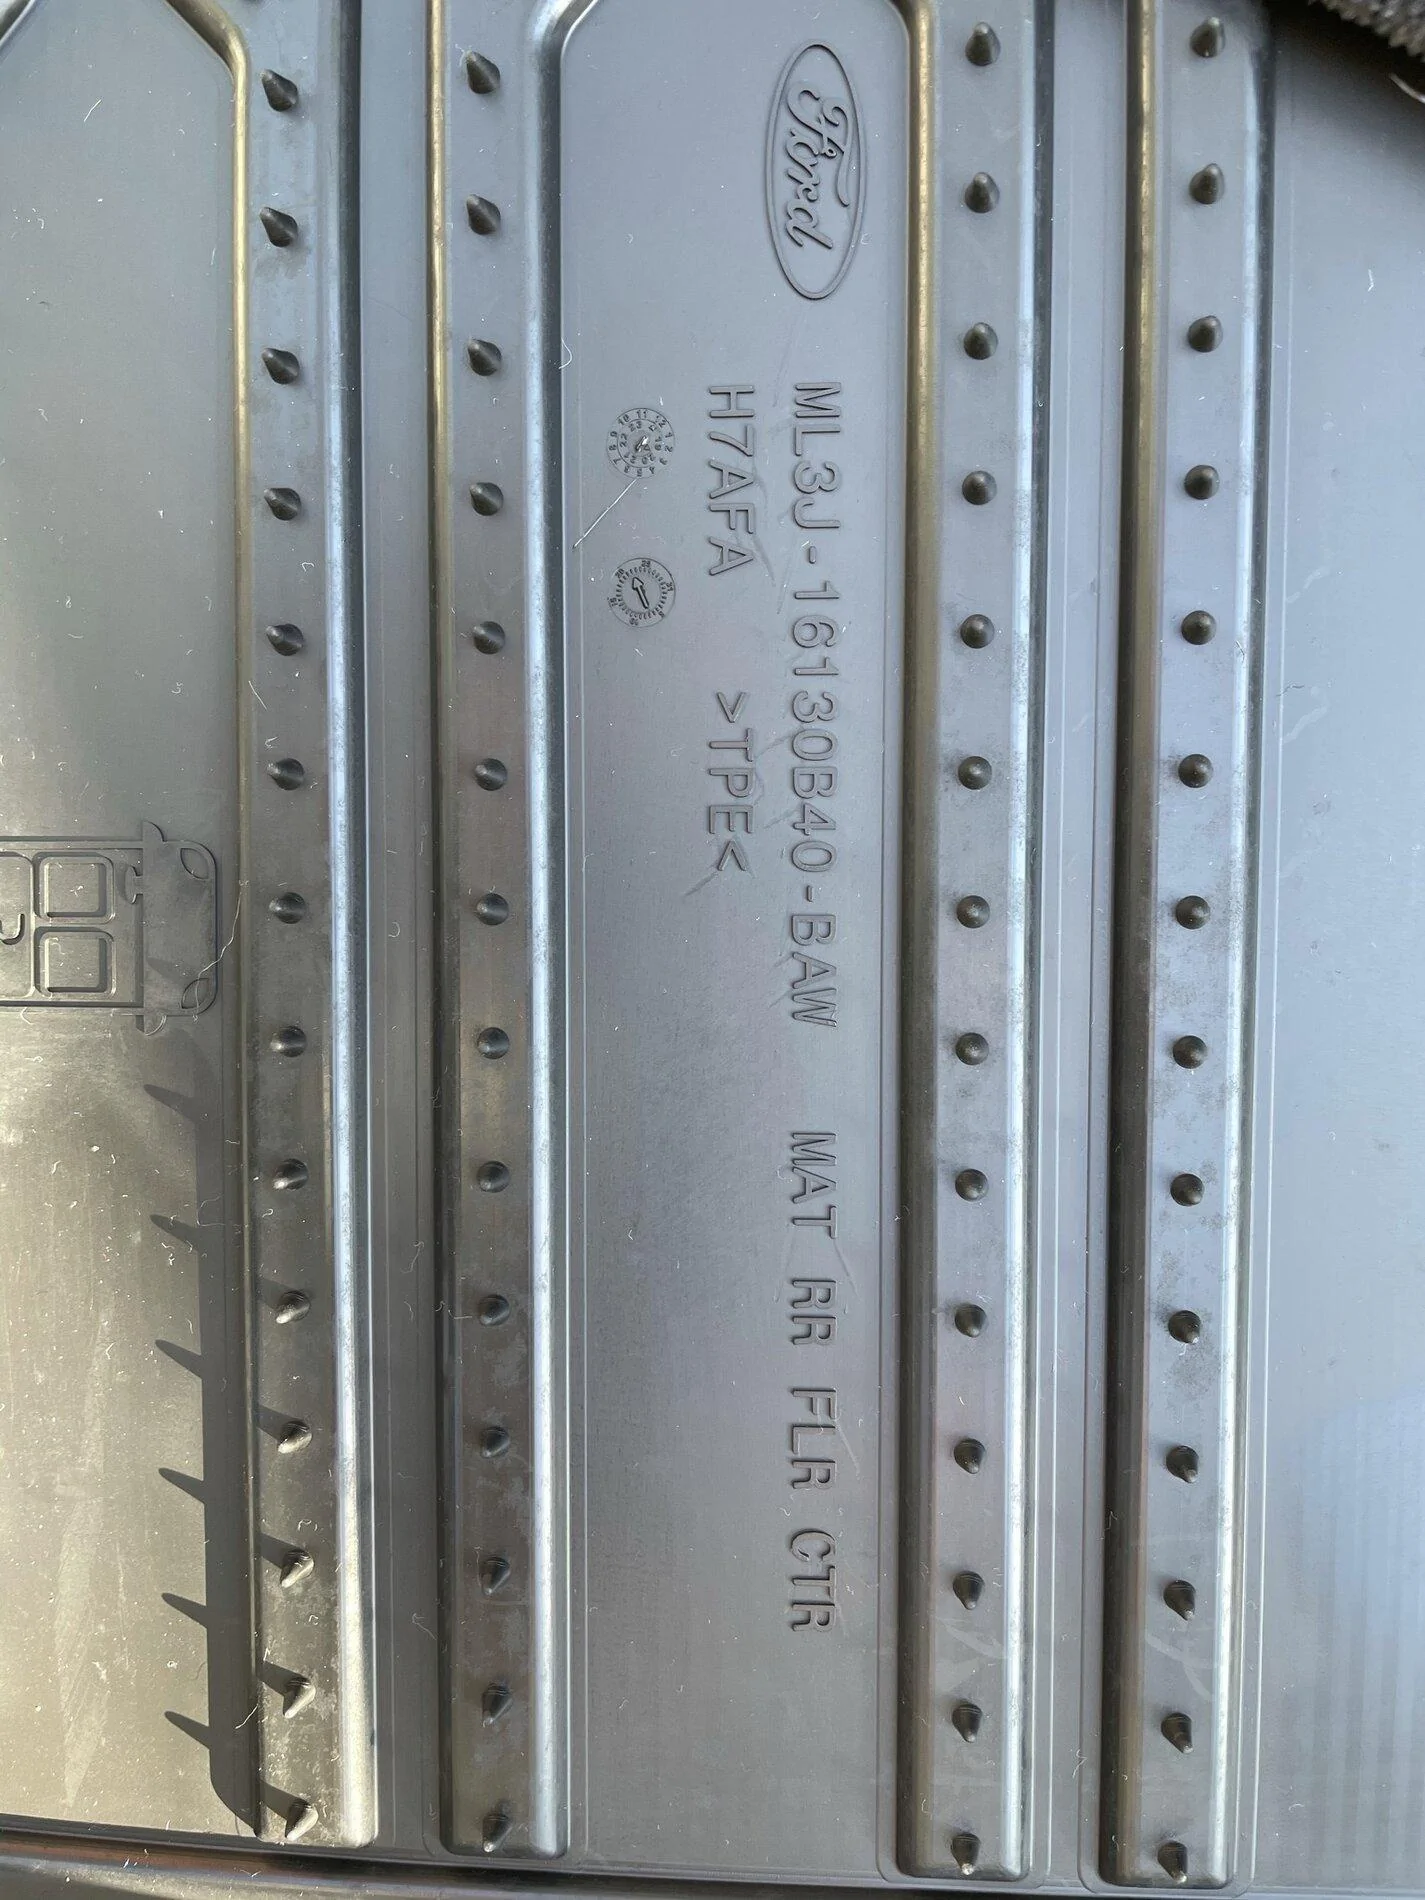 Ford
ML3J-16130B40-BAW MAT RR FLR CTR
H7AFA >TPE<